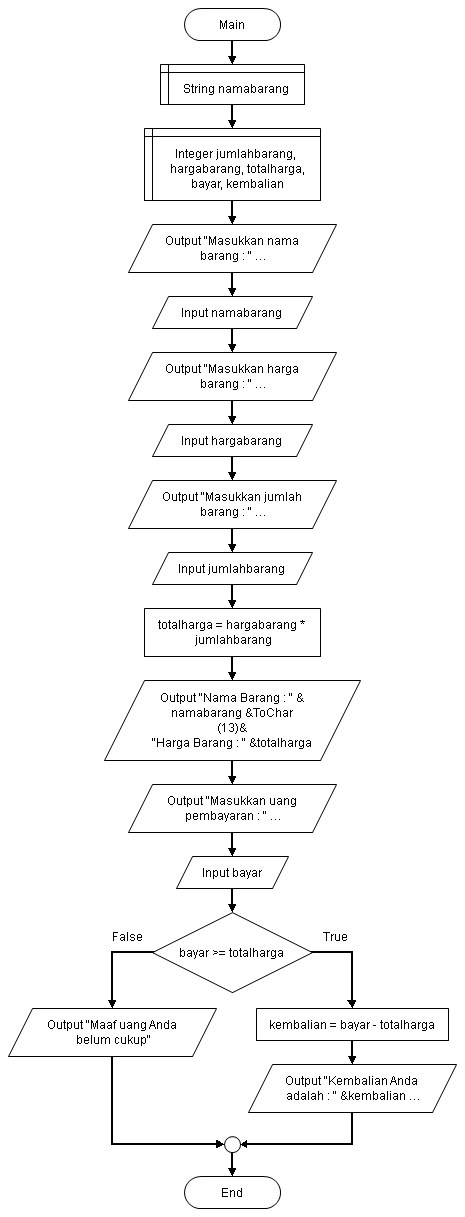 Main
String namabarang
Integer jumlahbarang,
hargabarang, totalharga,
bayar, kembalian
Output "Masukkan nama
barang : " ...
Input namabarang
Output "Masukkan harga
barang : " ...
Input hargabarang
Output "Masukkan jumlah
barang : " ...
Input jumlahbarang
totalharga = hargabarang *
jumlahbarang
Output "Nama Barang : " &
namabarang &ToChar
(13)&
"Harga Barang : " &totalharga
Output "Masukkan uang
pembayaran : " ...
Input bayar
bayar >= totalharga
False
True
Output "Maaf uang Anda
belum cukup"
kembalian = bayar - totalharga
Output "Kembalian Anda
adalah : " &kembalian ...
End